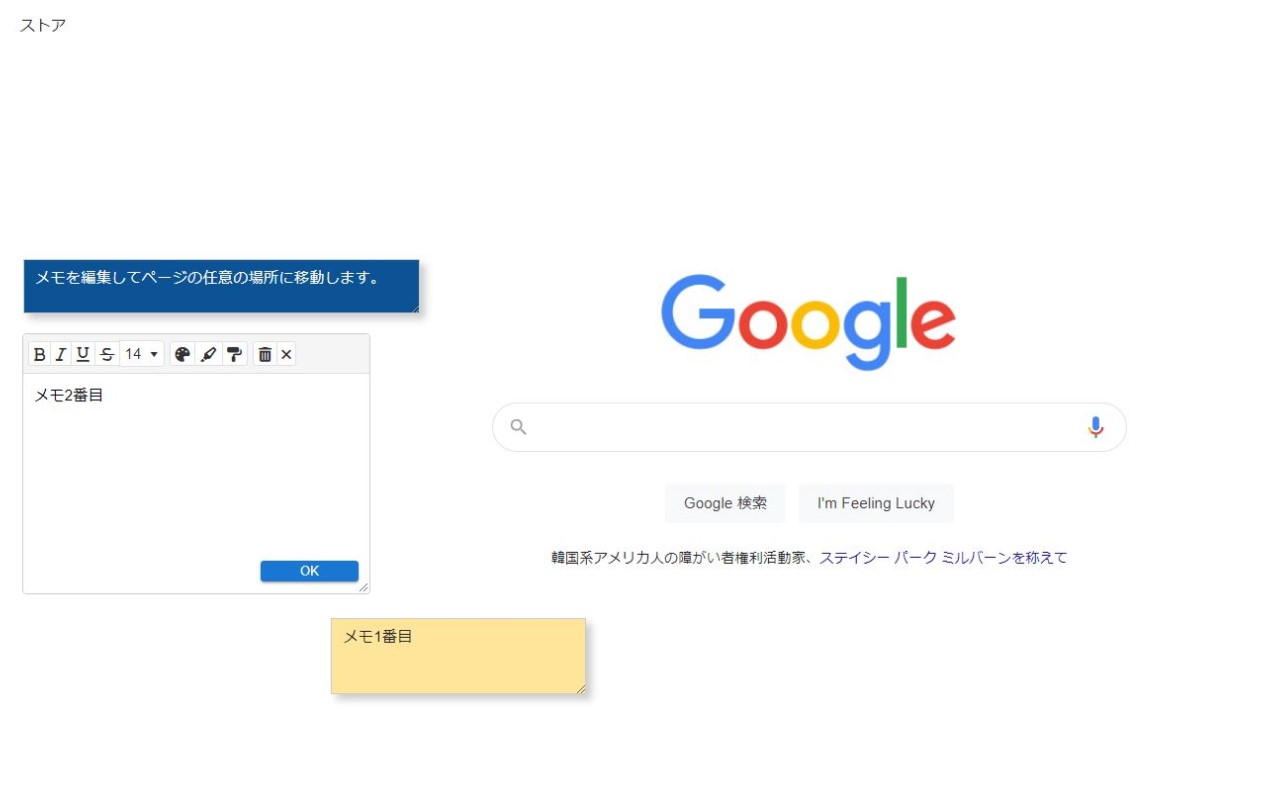 ストア
メモを編集してページの任意の場所に移動します。
Google
B I U S 14
メモ2番目
Google 検索
I'm Feeling Lucky
韓国系アメリカ人の障がい者権利活動家、ステイシー パーク ミルバーンを称えて
OK
メモ1番目